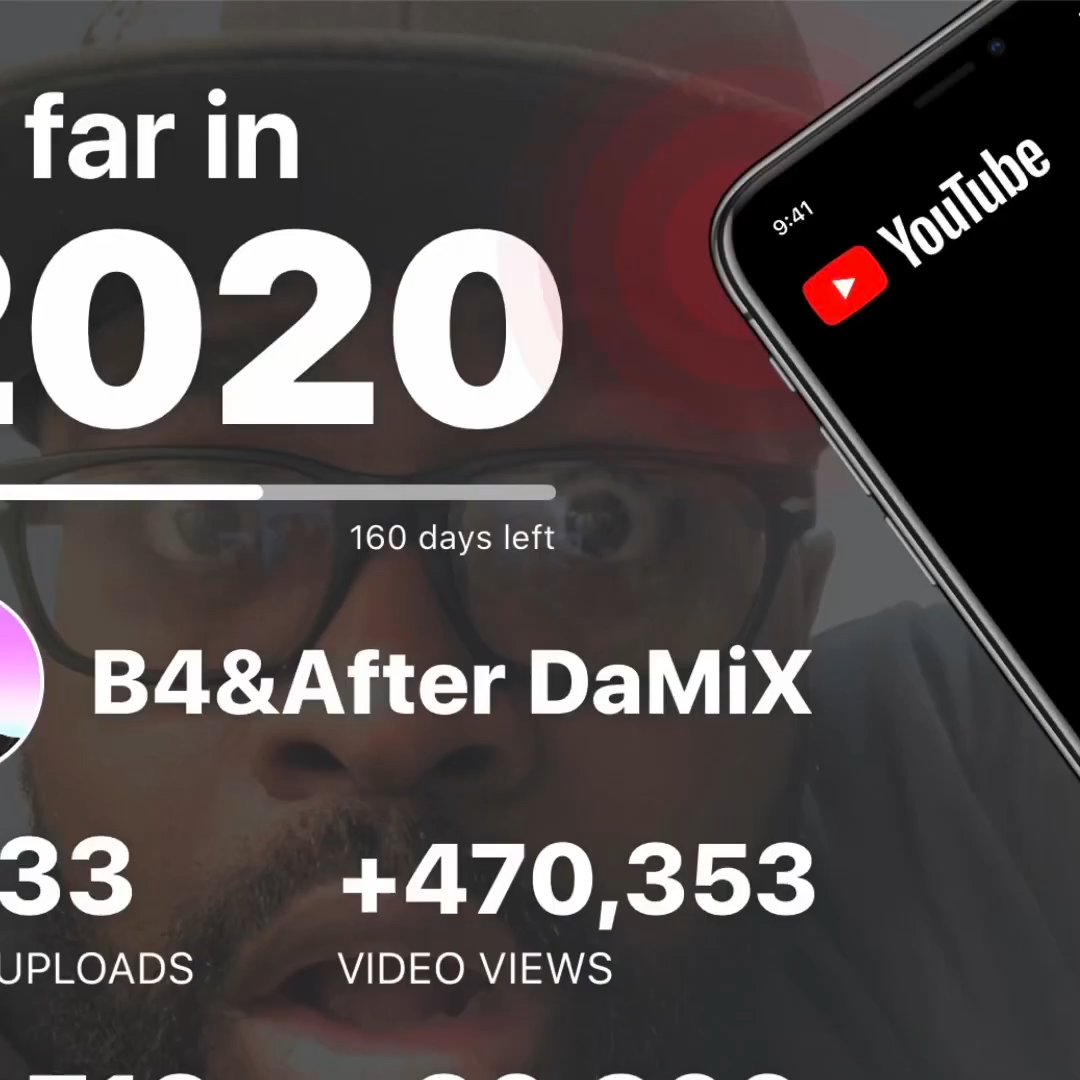 far in
2020
160 days left
B4&After DaMiX
33
+470,353
UPLOADS
VIDEO VIEWS
9:41
YouTube